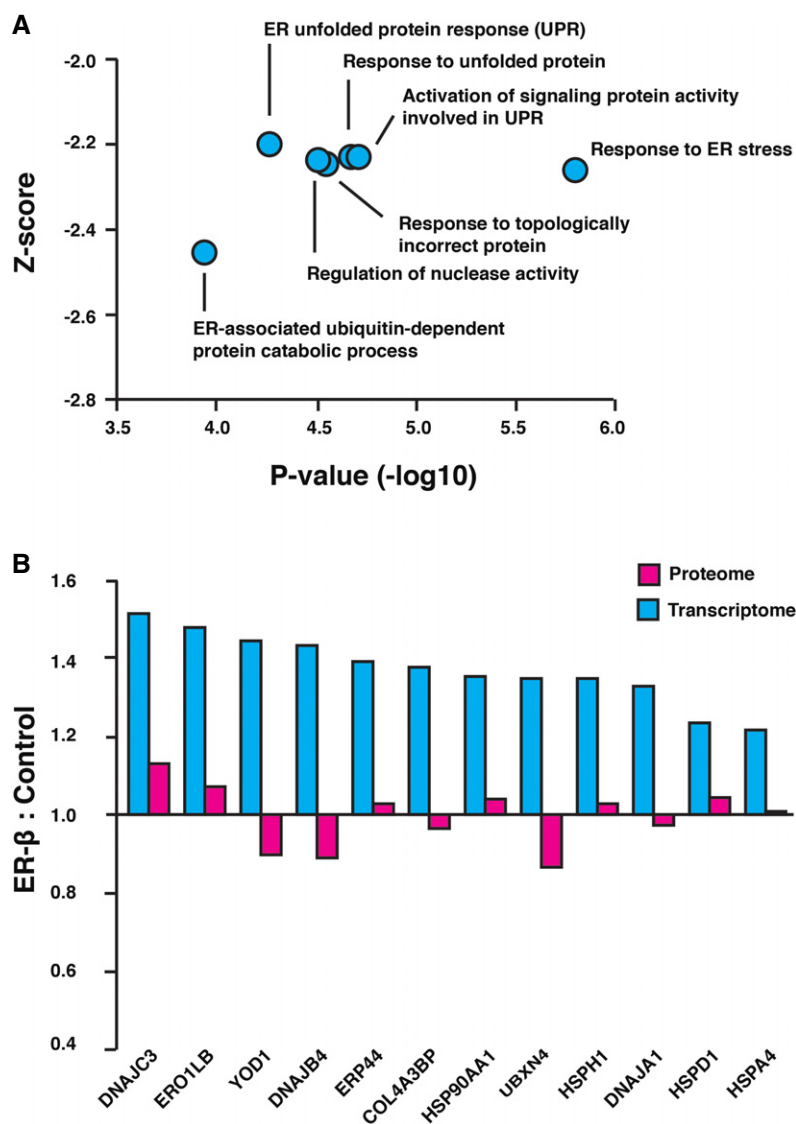 A
ER unfolded protein response (UPR)
Response to unfolded protein
Activation of signaling protein activity
involved in UPR
Response to ER stress
Response to topologically
incorrect protein
Regulation of nuclease activity
ER-associated ubiquitin-dependent
protein catabolic process
Z-score
-2.0
-2.2
-2.4
-2.6
-2.8
3.5 4.0 4.5 5.0 5.5 6.0
P-value (-log10)
B
Proteome
Transcriptome
ER-β : Control
1.6
1.4
1.2
1.0
0.8
0.6
0.4
DNAJC3
ERO1LB
YOD1
DNAJB4
ERP44
COL4A3BP
HSP90AA1
UBXN4
HSPH1
DNAJA1
HSPD1
HSPA4